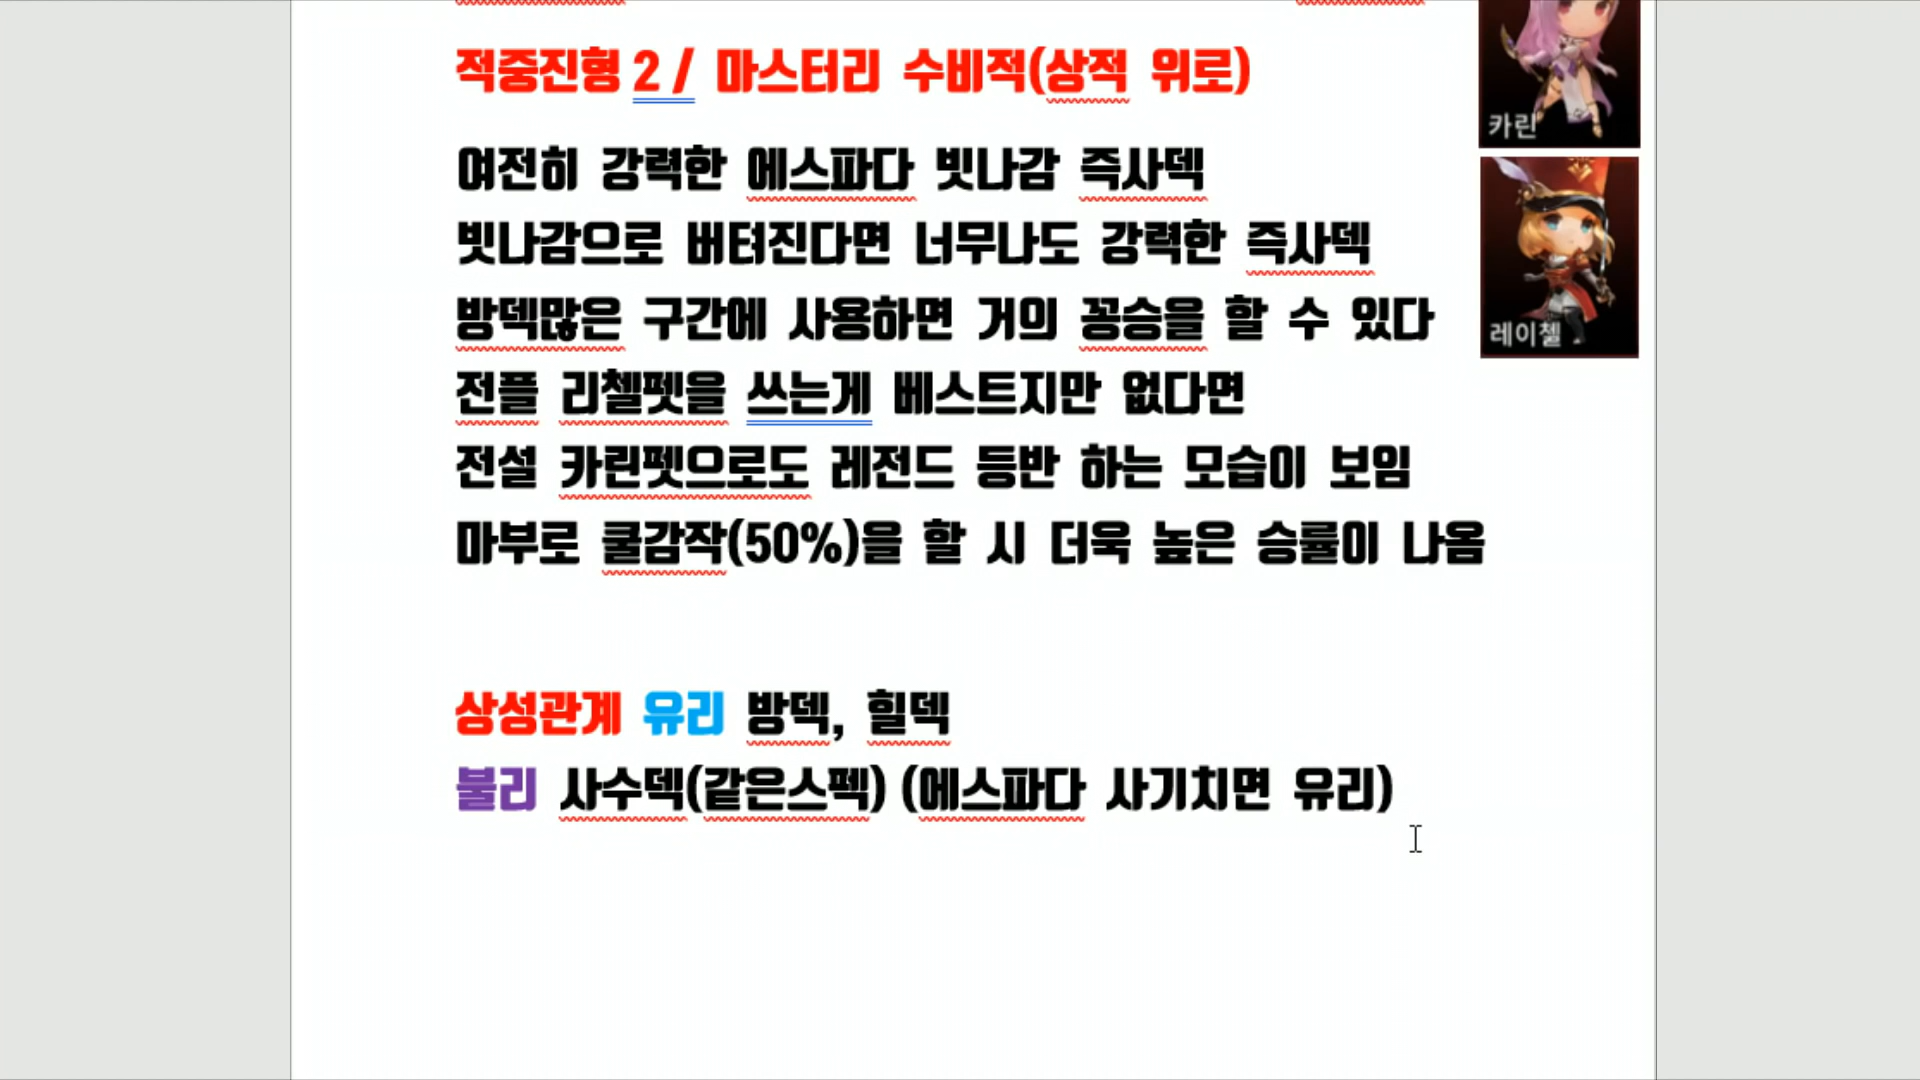 적중진형 2 / 마스터리 수비적(상적 위로)
카린
여전히 강력한 에스파다 빗나감 즉사덱
빗나감으로 버텨진다면 너무나도 강력한 즉사덱
방덱많은 구간에 사용하면 거의 꽁승을 할 수 있다
레이첼
전플 리첼펫을 쓰는게 베스트지만 없다면
전설 카린펫으로도 레전드 등반 하는 모습이 보임
마부로 쿨감작(50%)을 할 시 더욱 높은 승률이 나옴
상성관계 유리 방덱, 힐덱
불리 사수덱(같은스펙) (에스파다 사기치면 유리)